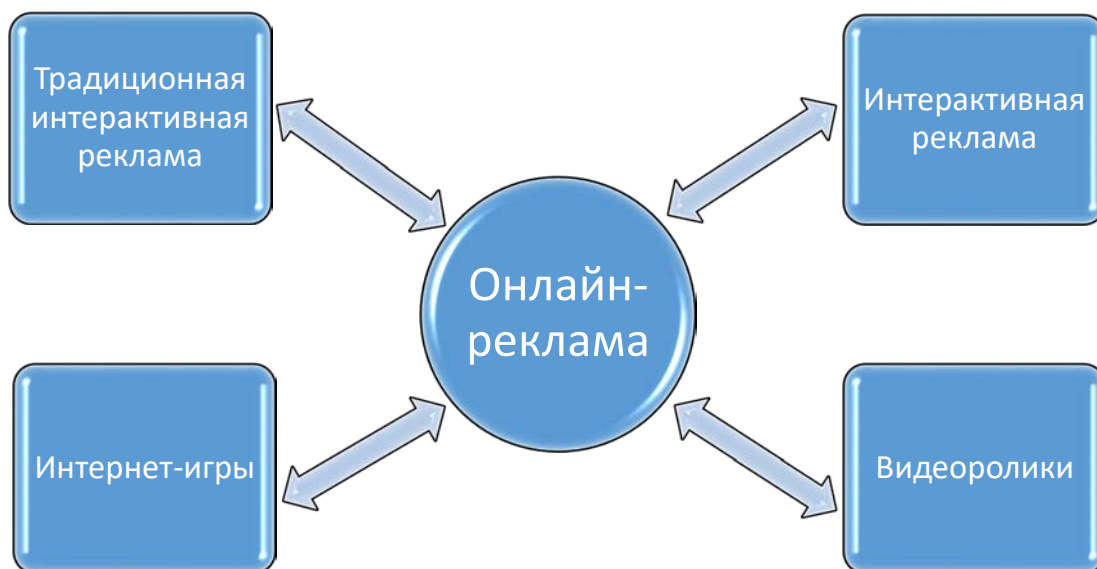 Традиционная
интерактивная
реклама
Интерактивная
реклама
Онлайн-
реклама
Интернет-игры
Видеоролики